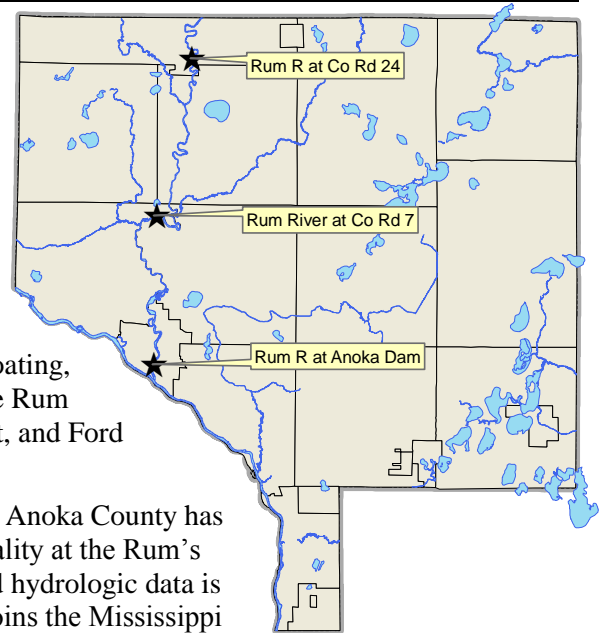 Rum R at Co Rd 24
Rum River at Co Rd 7
Rum R at Anoka Dam
oating,
e Rum
t, and Ford
Anoka County has
ality at the Rum's
d hydrologic data is
oins the Mississippi